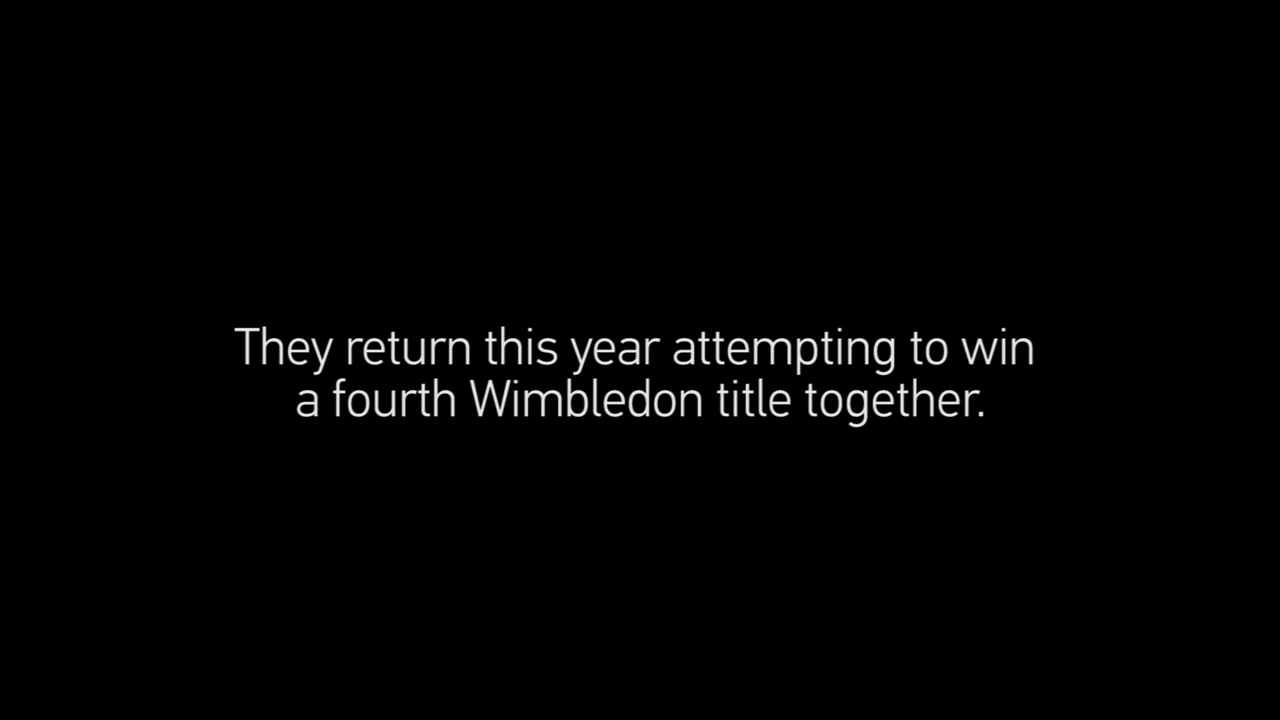 They return this year attempting to win
a fourth Wimbledon title together.